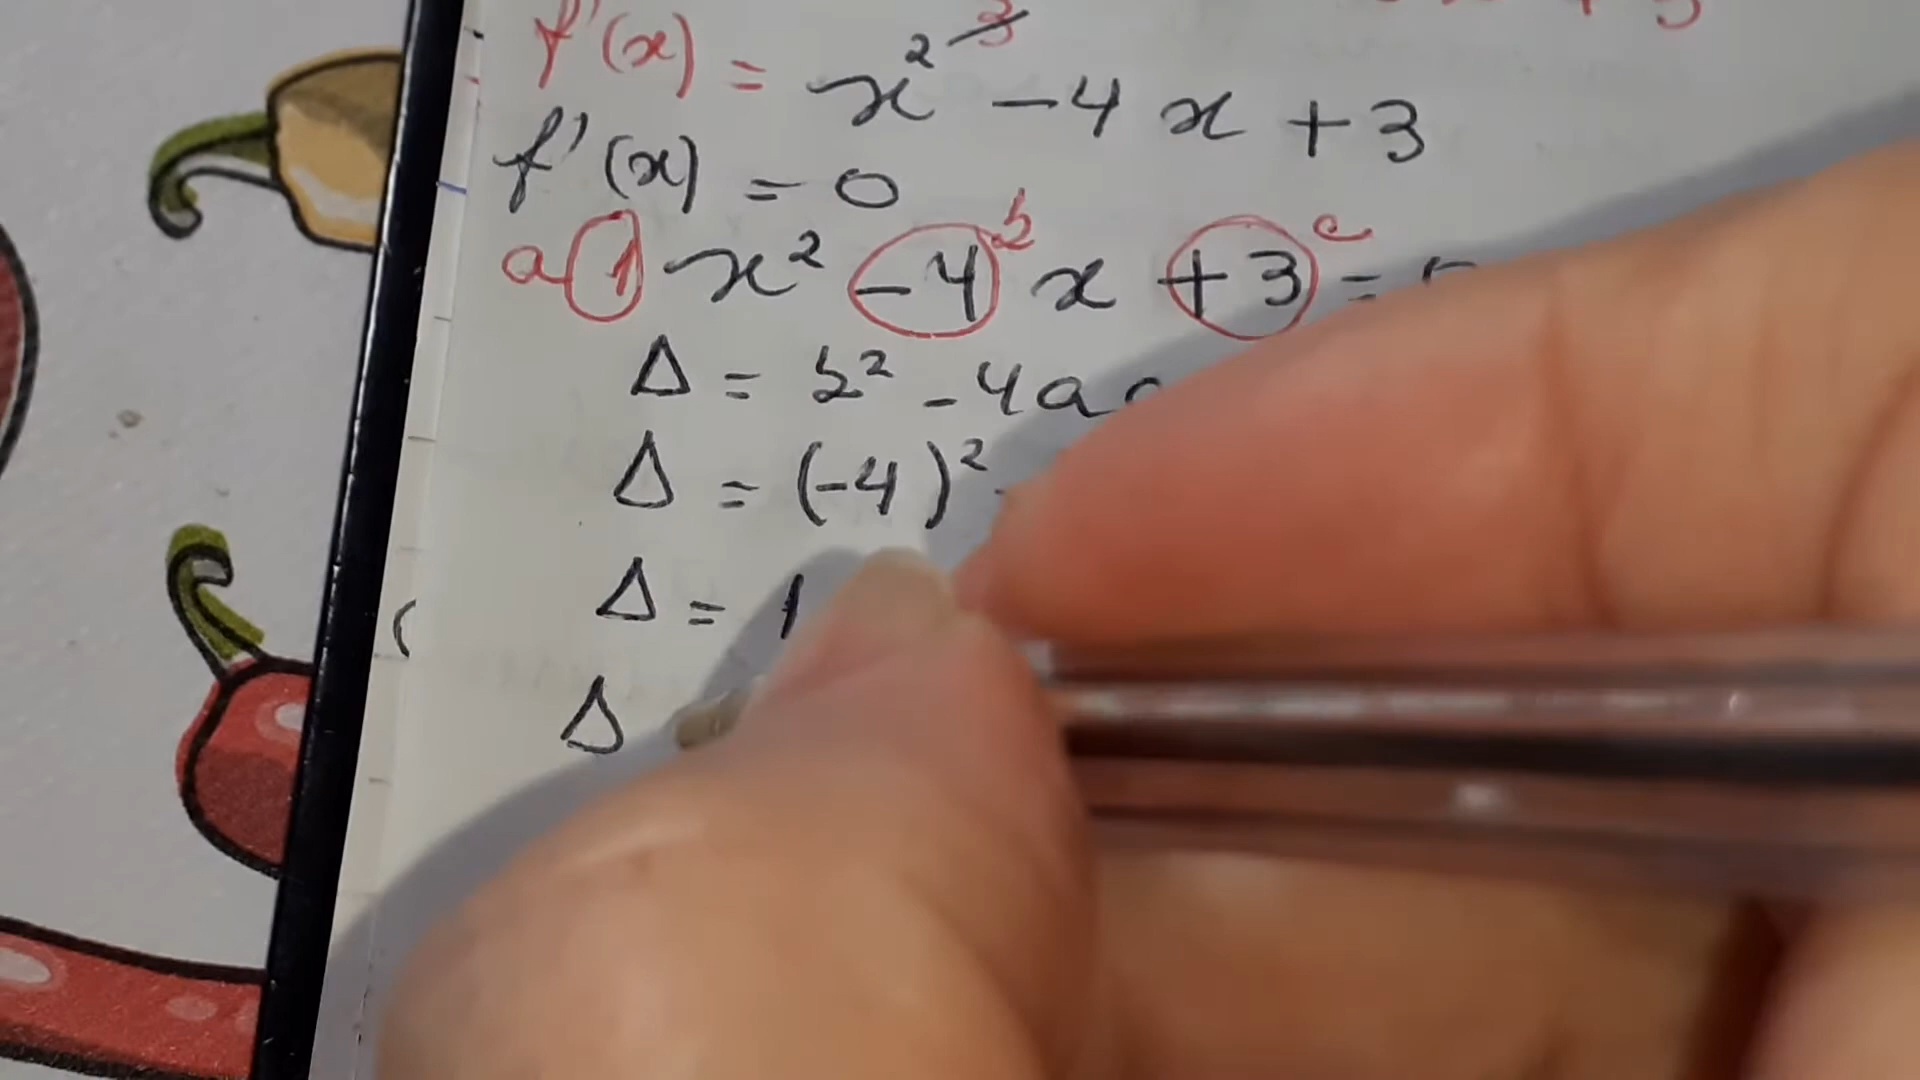 f'(x) = x² - 4x + 3
f'(x) = 0
a 1 x² -4 b x +3 c =
Δ = b² - 4a
Δ = (-4)²
Δ = 1
Δ